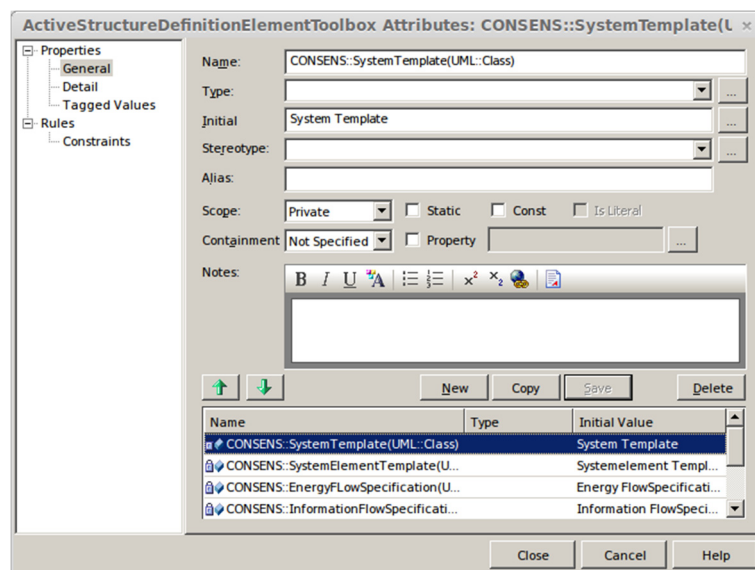 ActiveStructureDefinitionElementToolbox Attributes: CONSENS::SystemTemplate(U
Properties
General
Detail
Tagged Values
Rules
Constraints
Name: CONSENS::SystemTemplate(UML::Class)
Type: ...
Initial System Template ...
Stereotype: ...
Alias:
Scope: Private Static Const Is Literal
Containment Not Specified Property ...
Notes: B I U A x² ×₂
New Copy Save Delete
Name Type Initial Value
CONSENS::SystemTemplate(UML::Class) System Template
CONSENS::SystemElementTemplate(U... Systemelement Templ...
CONSENS::EnergyFLowSpecification(U... Energy FlowSpecificati...
CONSENS::InformationFlowSpecificati... Information FlowSpeci...
Close Cancel Help